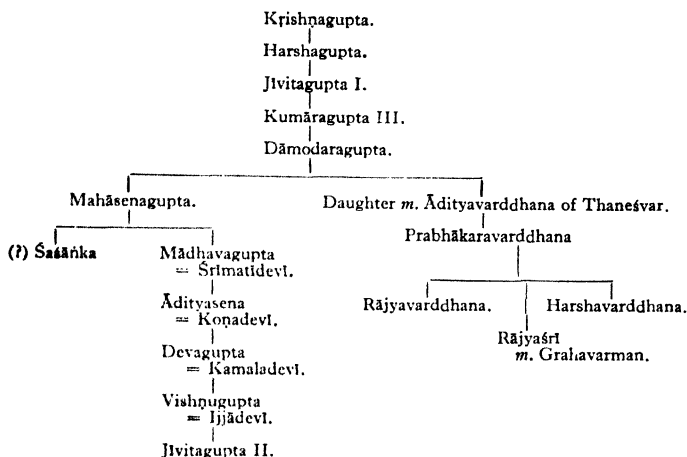 Kṛishṇagupta.
Harshagupta.
Jīvitagupta I.
Kumāragupta III.
Dāmodaragupta.
Mahāsenagupta.
Daughter m. Ādityavarddhana of Thaneśvar.
Prabhākaravarddhana
(?) Śaśāṅka
Mādhavagupta
= Śrīmatīdevī.
Rājyavarddhana.
Harshavarddhana.
Ādityasena
= Koṇadevī.
Rājyaśrī
m. Grahavarman.
Devagupta
= Kamaladevī.
Vishṇugupta
= Ijjādevī.
Jīvitagupta II.